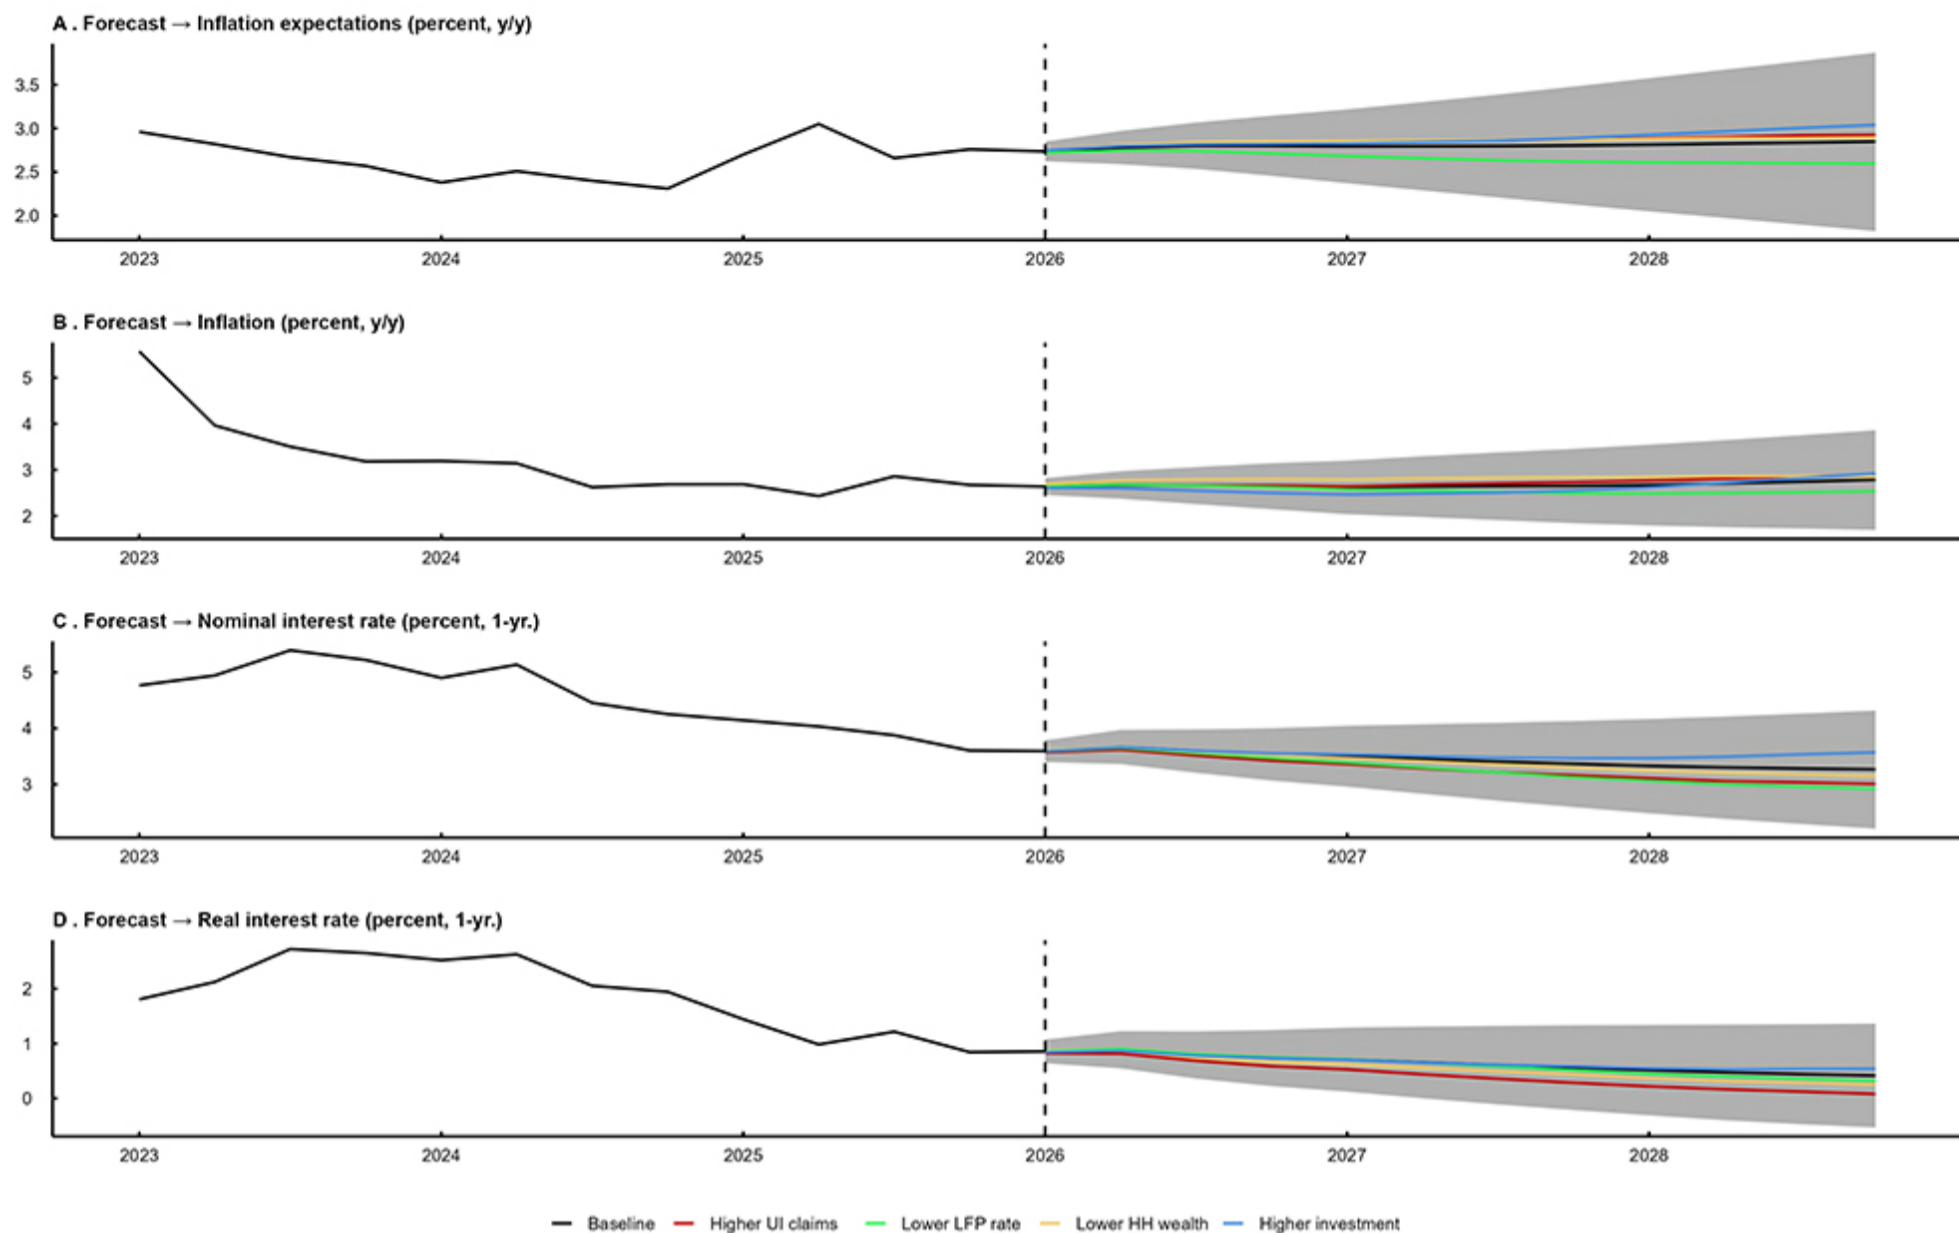 A . Forecast → Inflation expectations (percent, y/y)
3.5
3.0
2.5
2.0
2023 2024 2025 2026 2027 2028
B . Forecast → Inflation (percent, y/y)
5
4
3
2
2023 2024 2025 2026 2027 2028
C . Forecast → Nominal interest rate (percent, 1-yr.)
5
4
3
2023 2024 2025 2026 2027 2028
D . Forecast → Real interest rate (percent, 1-yr.)
2
1
0
2023 2024 2025 2026 2027 2028
Baseline Higher UI claims Lower LFP rate Lower HH wealth Higher investment